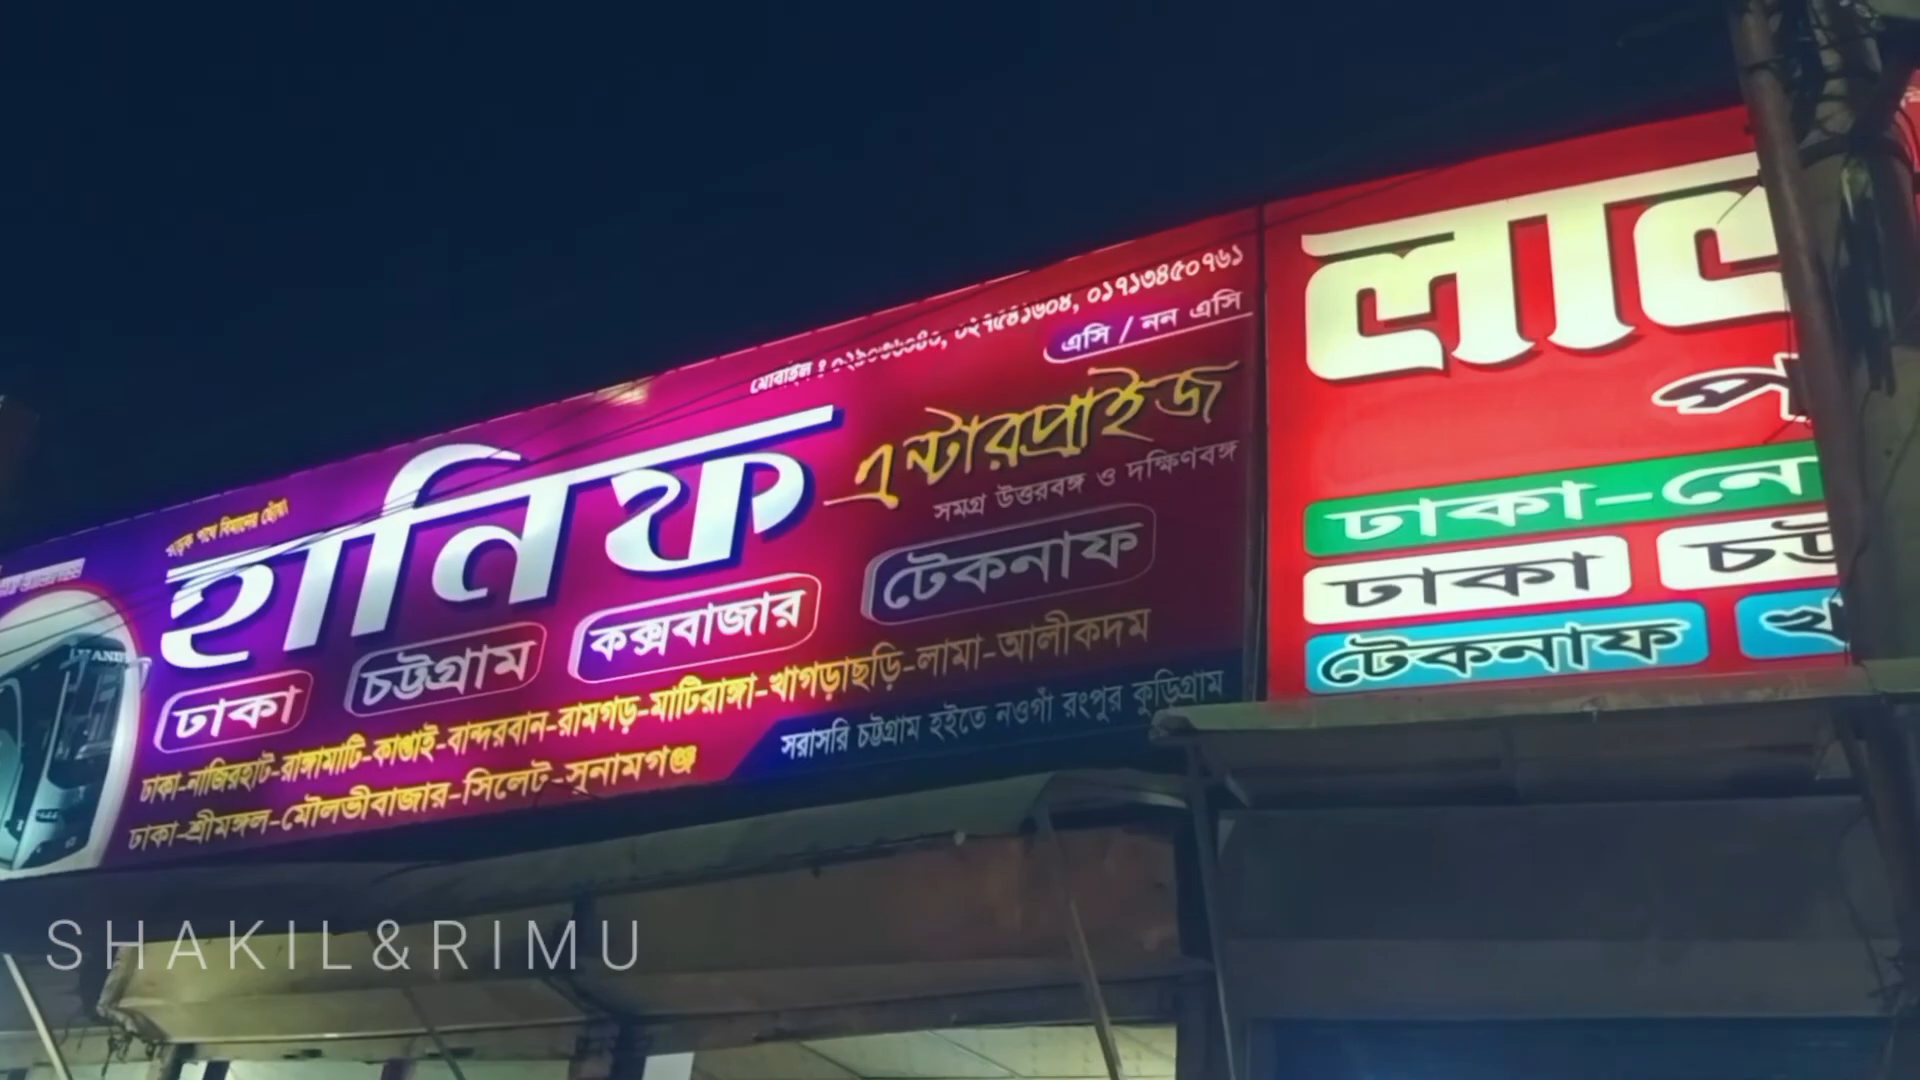 এসি / নন এসি
হানিফ
এন্টারপ্রাইজ
সমগ্র উত্তরবঙ্গ ও দক্ষিণবঙ্গ
ঢাকা চট্টগ্রাম কক্সবাজার টেকনাফ
ঢাকা-নাজিরহাট-রাঙ্গামাটি-কাপ্তাই-বান্দরবান-রামগড়-মাটিরাঙ্গা-খাগড়াছড়ি-লামা-আলীকদম
ঢাকা-শ্রীমঙ্গল-মৌলভীবাজার-সিলেট-সুনামগঞ্জ
সরাসরি চট্টগ্রাম হইতে নওগাঁ রংপুর কুড়িগ্রাম
ঢাকা
টেকনাফ
SHAKIL&RIMU